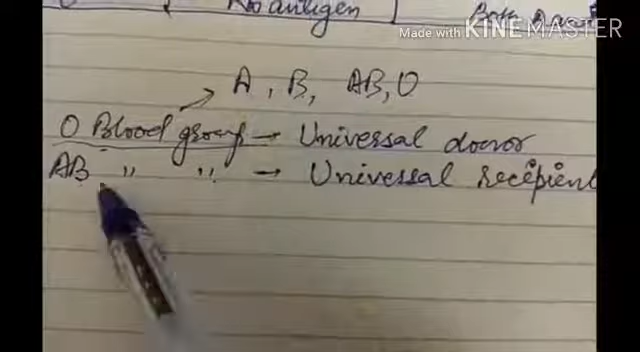 No antigen
Made with KINEMASTER
A, B, AB, O
O Blood group → Universal donor
AB " " → Universal recipient